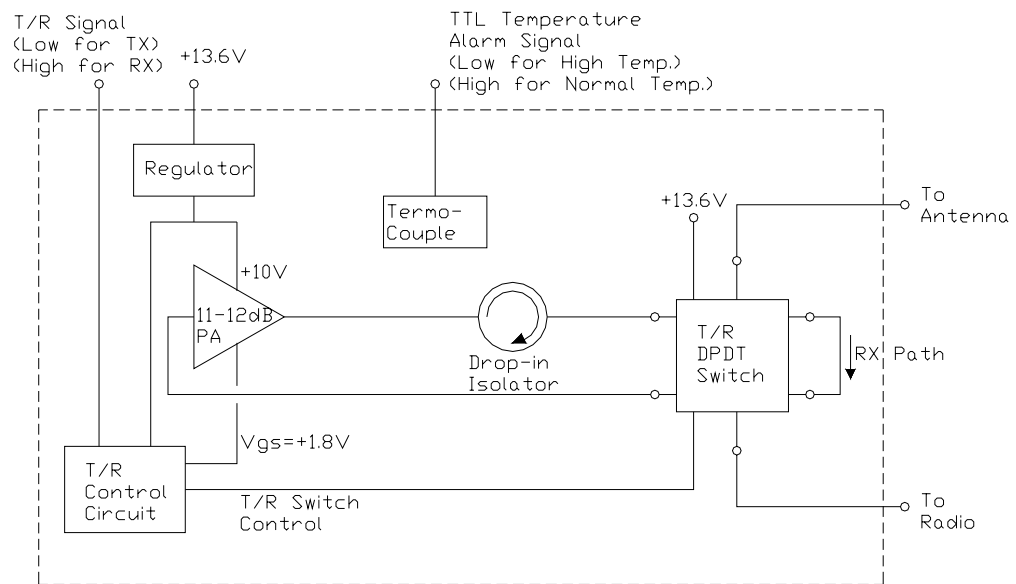 T/R Signal
(Low for TX)
(High for RX)
+13.6V
TTL Temperature
Alarm Signal
(Low for High Temp.)
(High for Normal Temp.)
Regulator
Termo-
Couple
+13.6V
To
Antenna
+10V
11-12dB
PA
T/R
DPDT
Switch
RX Path
Drop-in
Isolator
Vgs=+1.8V
T/R
Control
Circuit
T/R Switch
Control
To
Radio